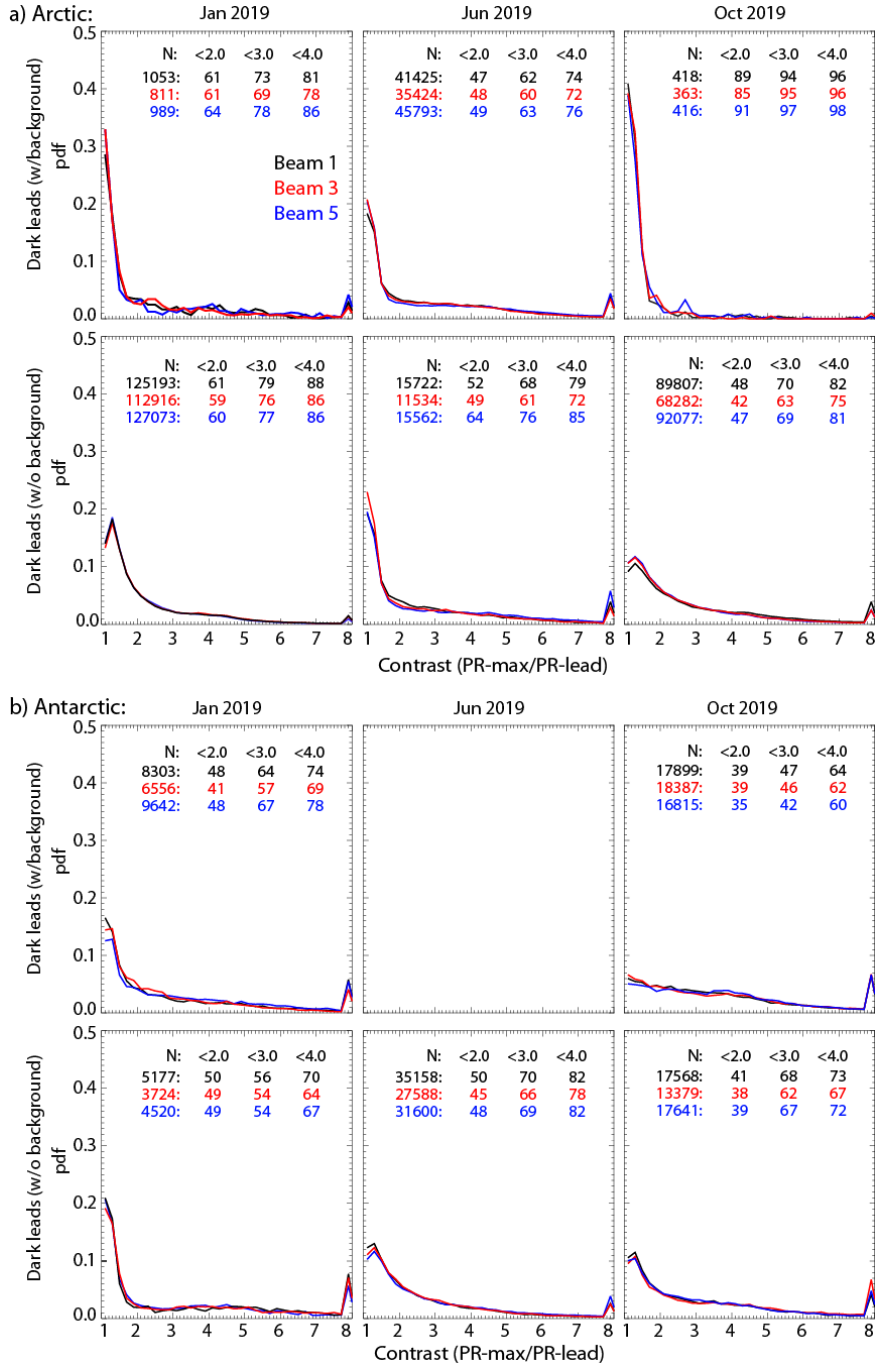 a) Arctic:
Jan 2019
Jun 2019
Oct 2019
Dark leads (w/background)
pdf
0.5
0.4
0.3
0.2
0.1
0.0
N: <2.0 <3.0 <4.0
1053: 61 73 81
811: 61 69 78
989: 64 78 86
Beam 1
Beam 3
Beam 5
N: <2.0 <3.0 <4.0
41425: 47 62 74
35424: 48 60 72
45793: 49 63 76
N: <2.0 <3.0 <4.0
418: 89 94 96
363: 85 95 96
416: 91 97 98
Dark leads (w/o background)
pdf
0.5
0.4
0.3
0.2
0.1
0.0
N: <2.0 <3.0 <4.0
125193: 61 79 88
112916: 59 76 86
127073: 60 77 86
N: <2.0 <3.0 <4.0
15722: 52 68 79
11534: 49 61 72
15562: 64 76 85
N: <2.0 <3.0 <4.0
89807: 48 70 82
68282: 42 63 75
92077: 47 69 81
1 2 3 4 5 6 7 8
1 2 3 4 5 6 7 8
1 2 3 4 5 6 7 8
Contrast (PR-max/PR-lead)
b) Antarctic:
Jan 2019
Jun 2019
Oct 2019
Dark leads (w/background)
pdf
0.5
0.4
0.3
0.2
0.1
0.0
N: <2.0 <3.0 <4.0
8303: 48 64 74
6556: 41 57 69
9642: 48 67 78
N: <2.0 <3.0 <4.0
17899: 39 47 64
18387: 39 46 62
16815: 35 42 60
Dark leads (w/o background)
pdf
0.5
0.4
0.3
0.2
0.1
0.0
N: <2.0 <3.0 <4.0
5177: 50 56 70
3724: 49 54 64
4520: 49 54 67
N: <2.0 <3.0 <4.0
35158: 50 70 82
27588: 45 66 78
31600: 48 69 82
N: <2.0 <3.0 <4.0
17568: 41 68 73
13379: 38 62 67
17641: 39 67 72
1 2 3 4 5 6 7 8
1 2 3 4 5 6 7 8
1 2 3 4 5 6 7 8
Contrast (PR-max/PR-lead)